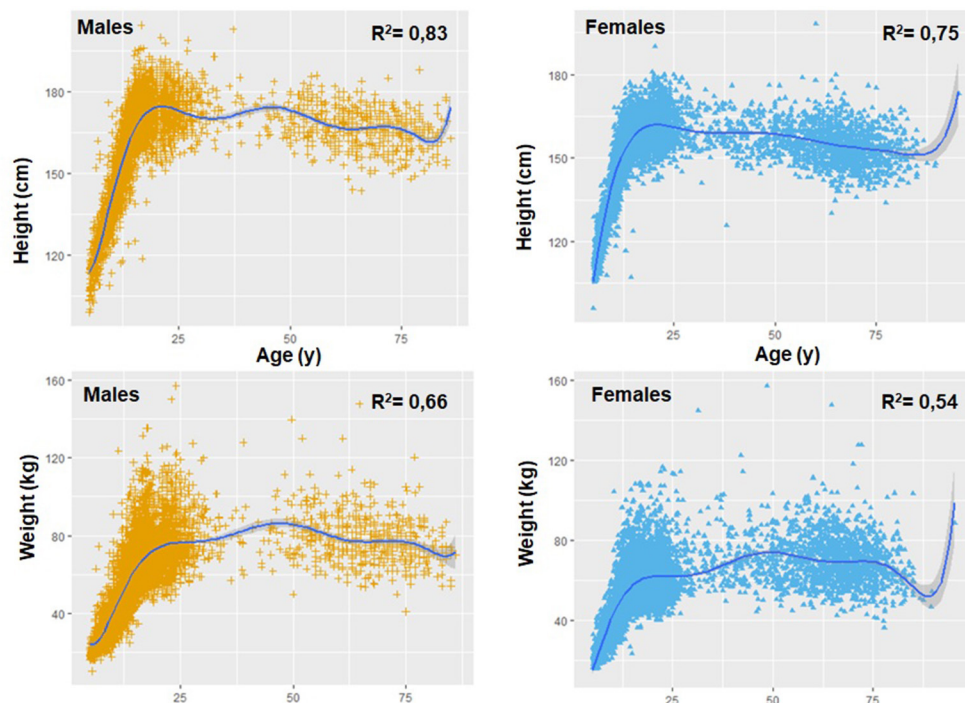 Males
R²= 0,83
Height (cm)
180
150
120
25
50
75
Age (y)
Females
R²= 0,75
Height (cm)
180
150
120
25
50
75
Age (y)
Males
R²= 0,66
Weight (kg)
160
120
80
40
25
50
75
Females
R²= 0,54
Weight (kg)
160
120
80
40
25
50
75